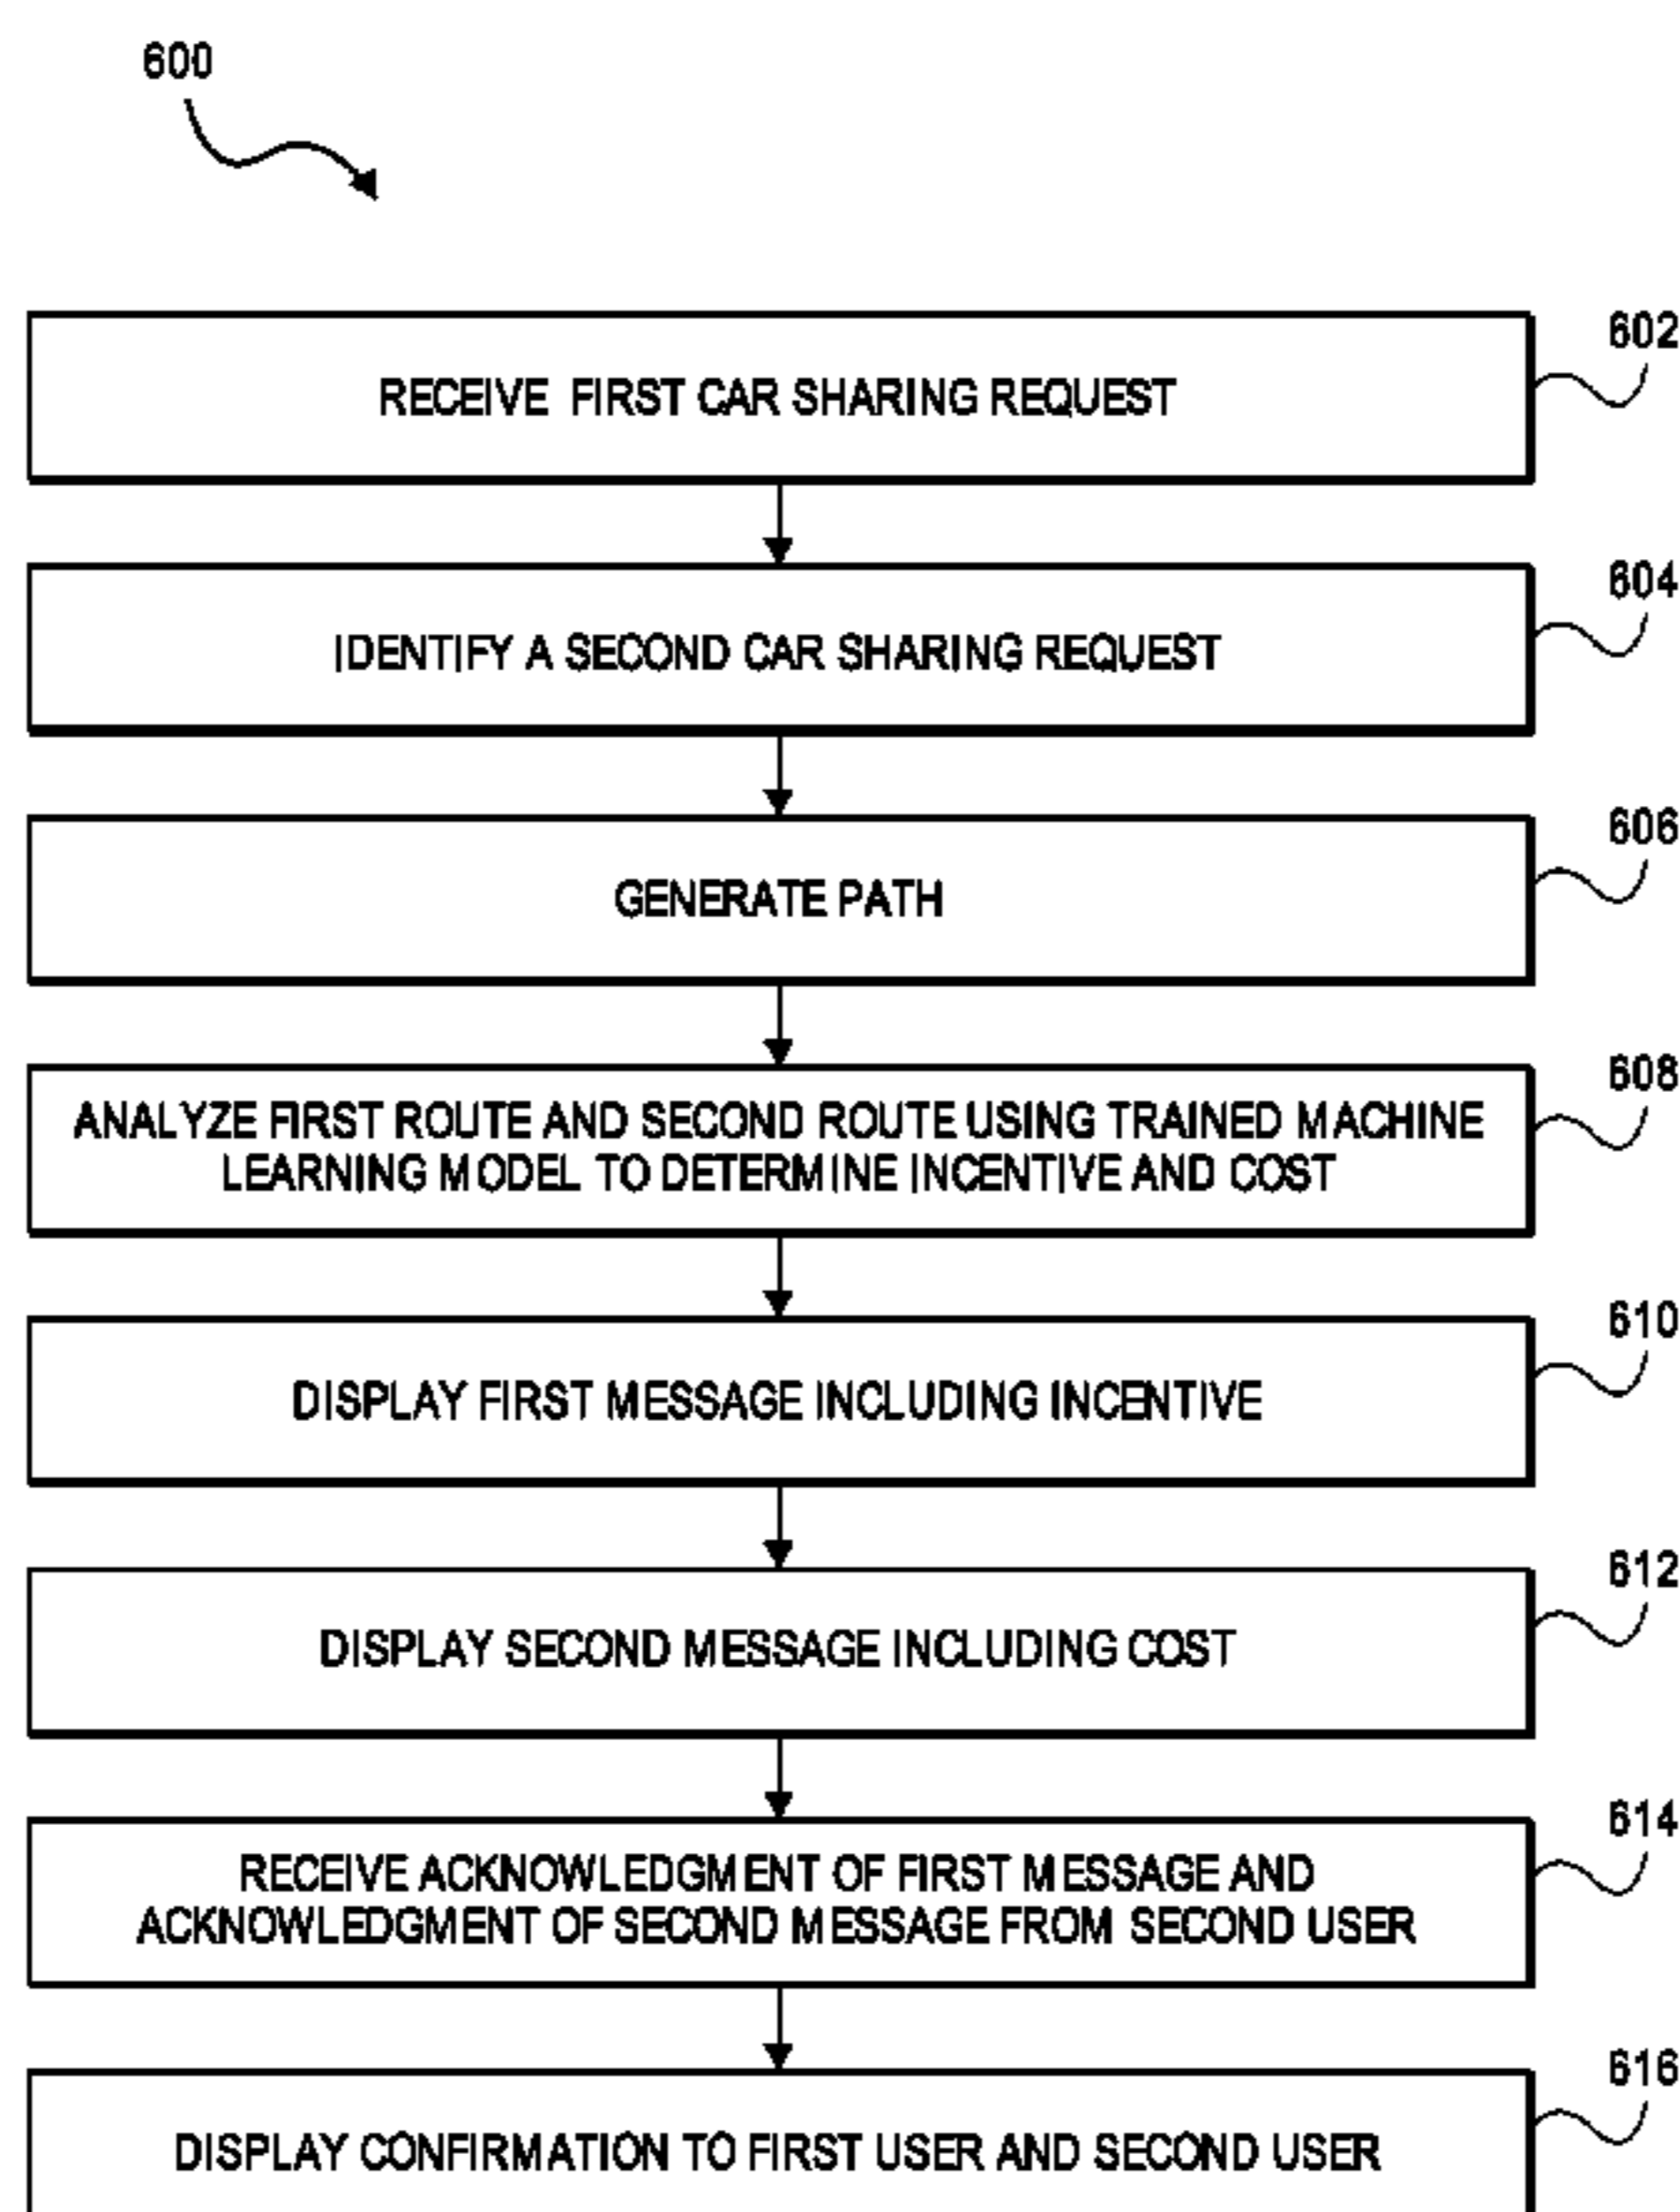 600
602
RECEIVE FIRST CAR SHARING REQUEST
604
IDENTIFY A SECOND CAR SHARING REQUEST
606
GENERATE PATH
608
ANALYZE FIRST ROUTE AND SECOND ROUTE USING TRAINED MACHINE
LEARNING MODEL TO DETERMINE INCENTIVE AND COST
610
DISPLAY FIRST MESSAGE INCLUDING INCENTIVE
612
DISPLAY SECOND MESSAGE INCLUDING COST
614
RECEIVE ACKNOWLEDGMENT OF FIRST MESSAGE AND
ACKNOWLEDGMENT OF SECOND MESSAGE FROM SECOND USER
616
DISPLAY CONFIRMATION TO FIRST USER AND SECOND USER